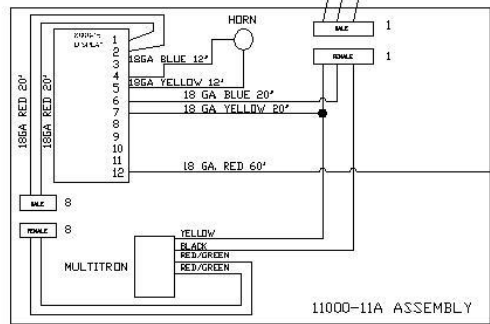 HORN
DISPLAY
1
2
3
4
5
6
7
8
9
10
11
12
18GA BLUE 12"
18GA YELLOW 12"
18 GA BLUE 20"
18 GA YELLOW 20"
18 GA. RED 60"
18GA RED 20"
18GA RED 20"
MALE 1
FEMALE 1
MALE 8
FEMALE 8
YELLOW
BLACK
RED/GREEN
RED/GREEN
MULTITRON
11000-11A ASSEMBLY